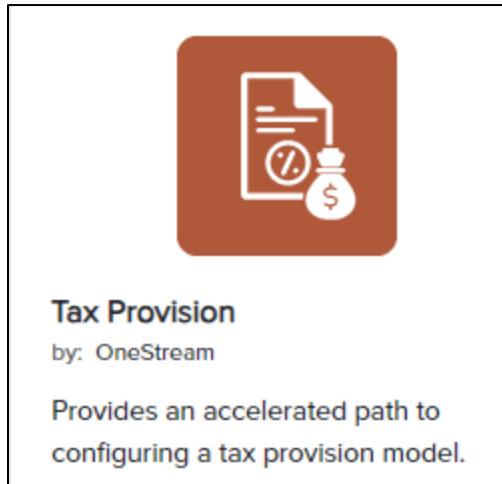 %
$
Tax Provision
by: OneStream
Provides an accelerated path to
configuring a tax provision model.